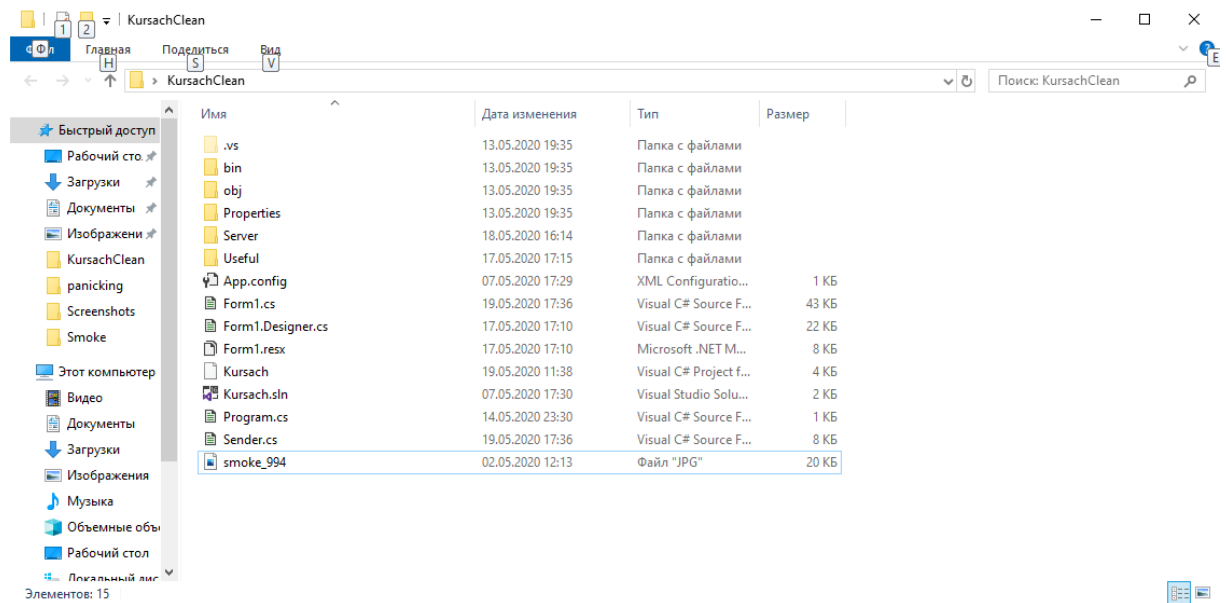 KursachClean
1 2
Ф л
Ф
Главная Поделиться Вид
H S V E
KursachClean
Поиск: KursachClean
Имя Дата изменения Тип Размер
Быстрый доступ
Рабочий сто
Загрузки
Документы
Изображени
KursachClean
panicking
Screenshots
Smoke
Этот компьютер
Видео
Документы
Загрузки
Изображения
Музыка
Объемные объ
Рабочий стол
Локальный дис
.vs 13.05.2020 19:35 Папка с файлами
bin 13.05.2020 19:35 Папка с файлами
obj 13.05.2020 19:35 Папка с файлами
Properties 13.05.2020 19:35 Папка с файлами
Server 18.05.2020 16:14 Папка с файлами
Useful 17.05.2020 17:15 Папка с файлами
App.config 07.05.2020 17:29 XML Configuratio... 1 КБ
Form1.cs 19.05.2020 17:36 Visual C# Source F... 43 КБ
Form1.Designer.cs 17.05.2020 17:10 Visual C# Source F... 22 КБ
Form1.resx 17.05.2020 17:10 Microsoft .NET M... 8 КБ
Kursach 19.05.2020 11:38 Visual C# Project f... 4 КБ
Kursach.sln 07.05.2020 17:30 Visual Studio Solu... 2 КБ
Program.cs 14.05.2020 23:30 Visual C# Source F... 1 КБ
Sender.cs 19.05.2020 17:36 Visual C# Source F... 8 КБ
smoke_994 02.05.2020 12:13 Файл "JPG" 20 КБ
Элементов: 15